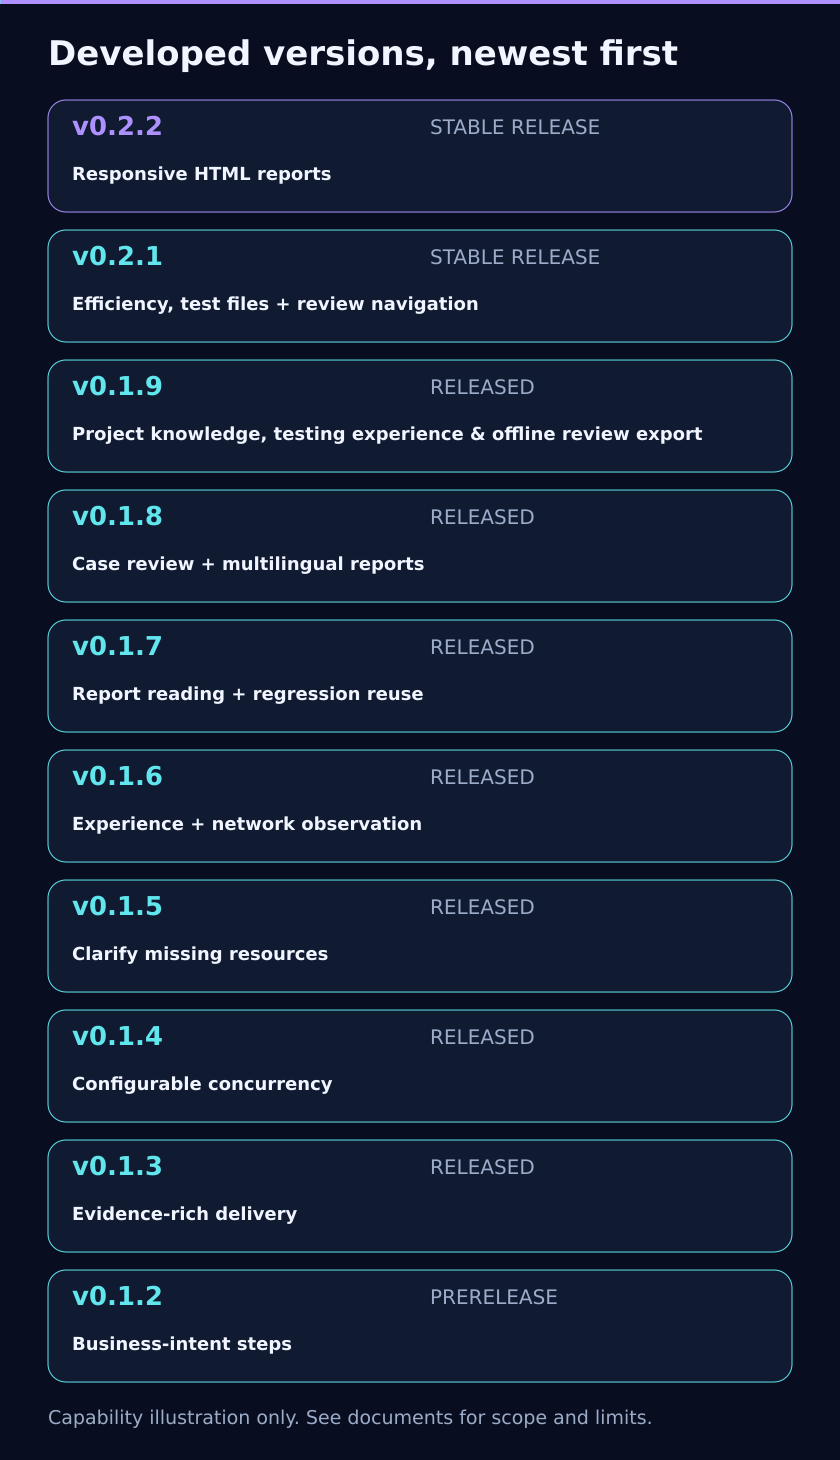 Developed versions, newest first
v0.2.2 STABLE RELEASE
Responsive HTML reports
v0.2.1 STABLE RELEASE
Efficiency, test files + review navigation
v0.1.9 RELEASED
Project knowledge, testing experience & offline review export
v0.1.8 RELEASED
Case review + multilingual reports
v0.1.7 RELEASED
Report reading + regression reuse
v0.1.6 RELEASED
Experience + network observation
v0.1.5 RELEASED
Clarify missing resources
v0.1.4 RELEASED
Configurable concurrency
v0.1.3 RELEASED
Evidence-rich delivery
v0.1.2 PRERELEASE
Business-intent steps
Capability illustration only. See documents for scope and limits.